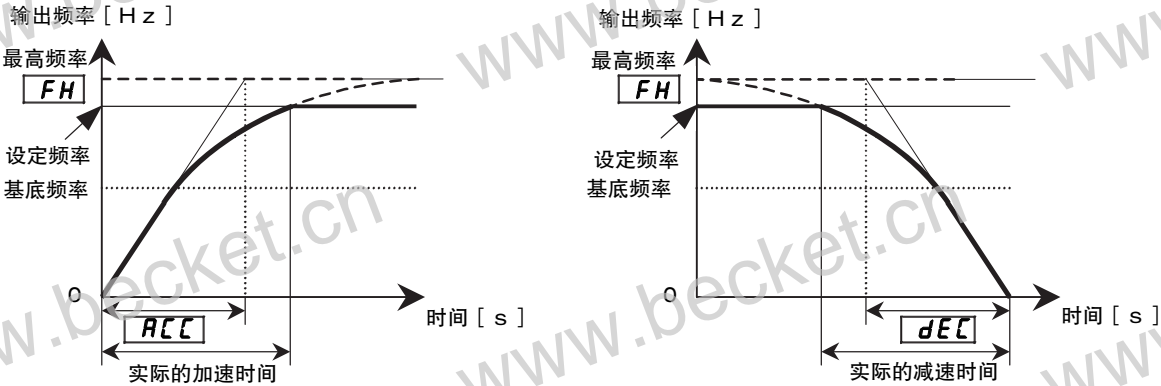 输出频率［Ｈｚ］
最高频率
FH
设定频率
基底频率
0
ACC
时间［ｓ］
实际的加速时间
输出频率［Ｈｚ］
最高频率
FH
设定频率
基底频率
0
dEC
时间［ｓ］
实际的减速时间
www.becket.cn
www.becket.cn